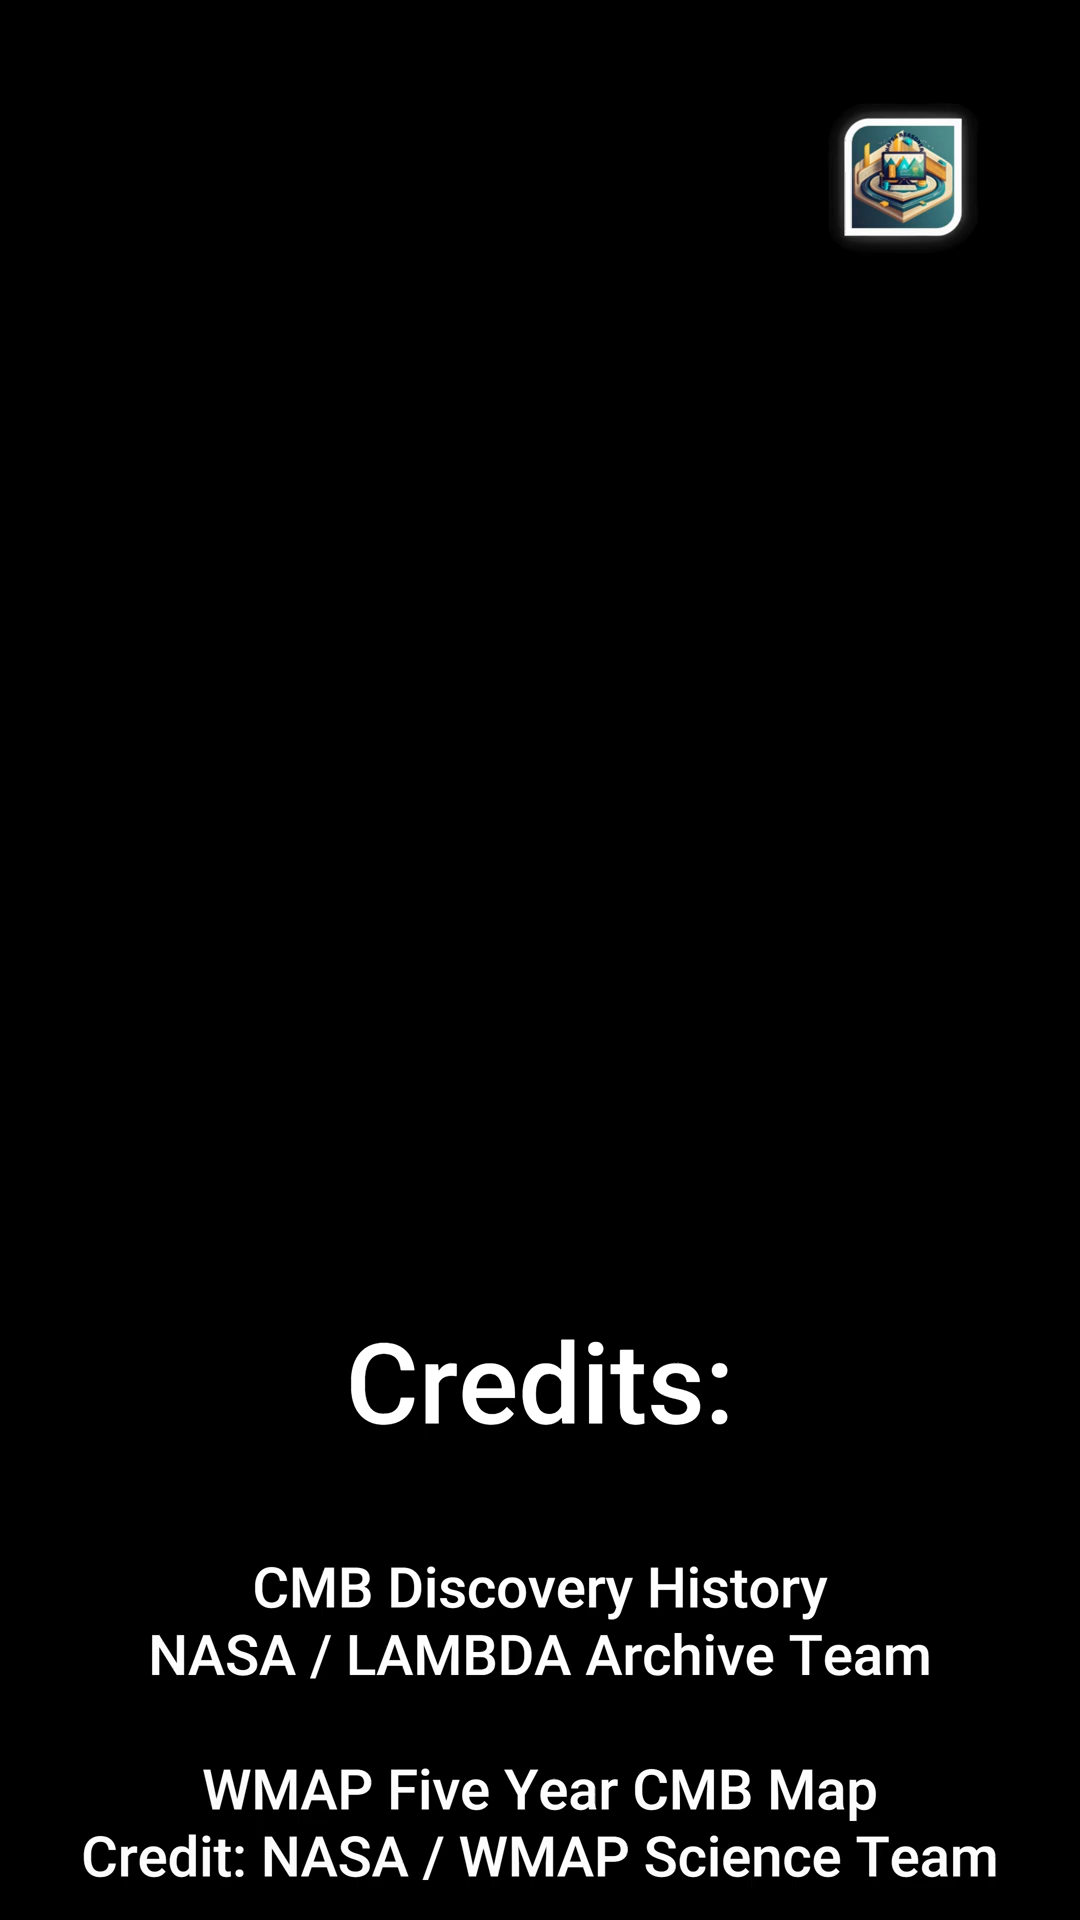 Credits:
CMB Discovery History
NASA / LAMBDA Archive Team
WMAP Five Year CMB Map
Credit: NASA / WMAP Science Team